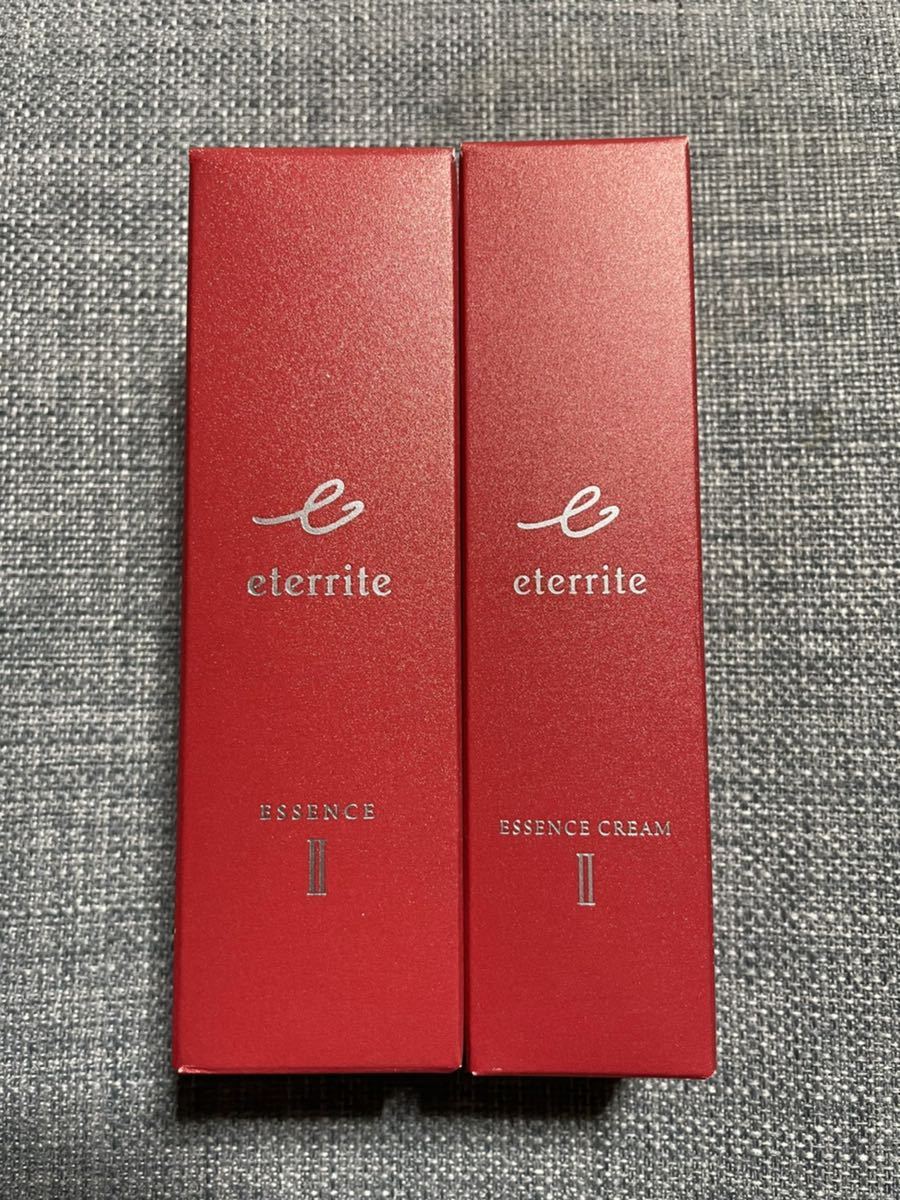 e
eterrite
ESSENCE
II
e
eterrite
ESSENCE CREAM
II